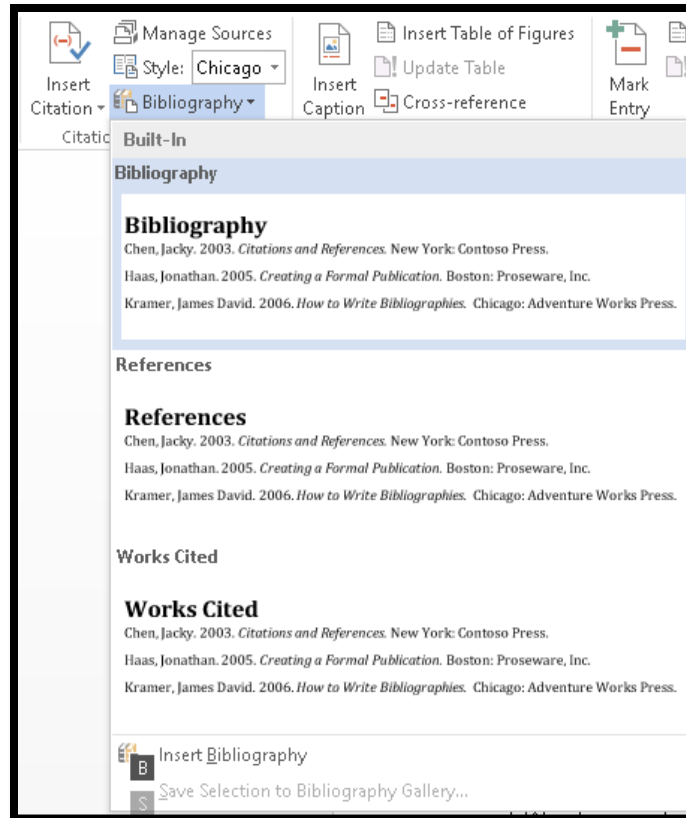 Insert
Citation
Manage Sources
Style: Chicago
Bibliography
Insert
Caption
Insert Table of Figures
Update Table
Cross-reference
Mark
Entry
Citatio
Built-In
Bibliography
Bibliography
Chen, Jacky. 2003. Citations and References. New York: Contoso Press.
Haas, Jonathan. 2005. Creating a Formal Publication. Boston: Proseware, Inc.
Kramer, James David. 2006. How to Write Bibliographies. Chicago: Adventure Works Press.
References
References
Chen, Jacky. 2003. Citations and References. New York: Contoso Press.
Haas, Jonathan. 2005. Creating a Formal Publication. Boston: Proseware, Inc.
Kramer, James David. 2006. How to Write Bibliographies. Chicago: Adventure Works Press.
Works Cited
Works Cited
Chen, Jacky. 2003. Citations and References. New York: Contoso Press.
Haas, Jonathan. 2005. Creating a Formal Publication. Boston: Proseware, Inc.
Kramer, James David. 2006. How to Write Bibliographies. Chicago: Adventure Works Press.
Insert Bibliography
B
Save Selection to Bibliography Gallery...
S